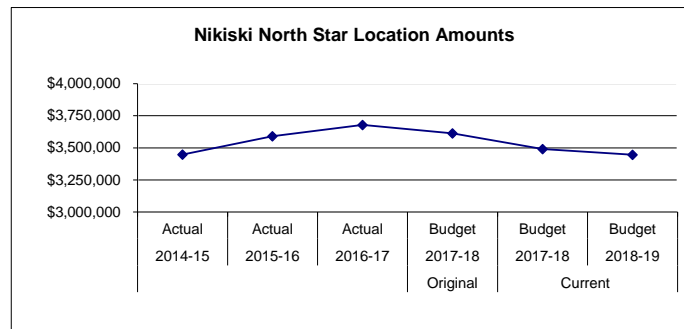 Nikiski North Star Location Amounts
$4,000,000
$3,750,000
$3,500,000
$3,250,000
$3,000,000
Actual Actual Actual Budget Budget Budget
2014-15 2015-16 2016-17 2017-18 2017-18 2018-19
Original Current